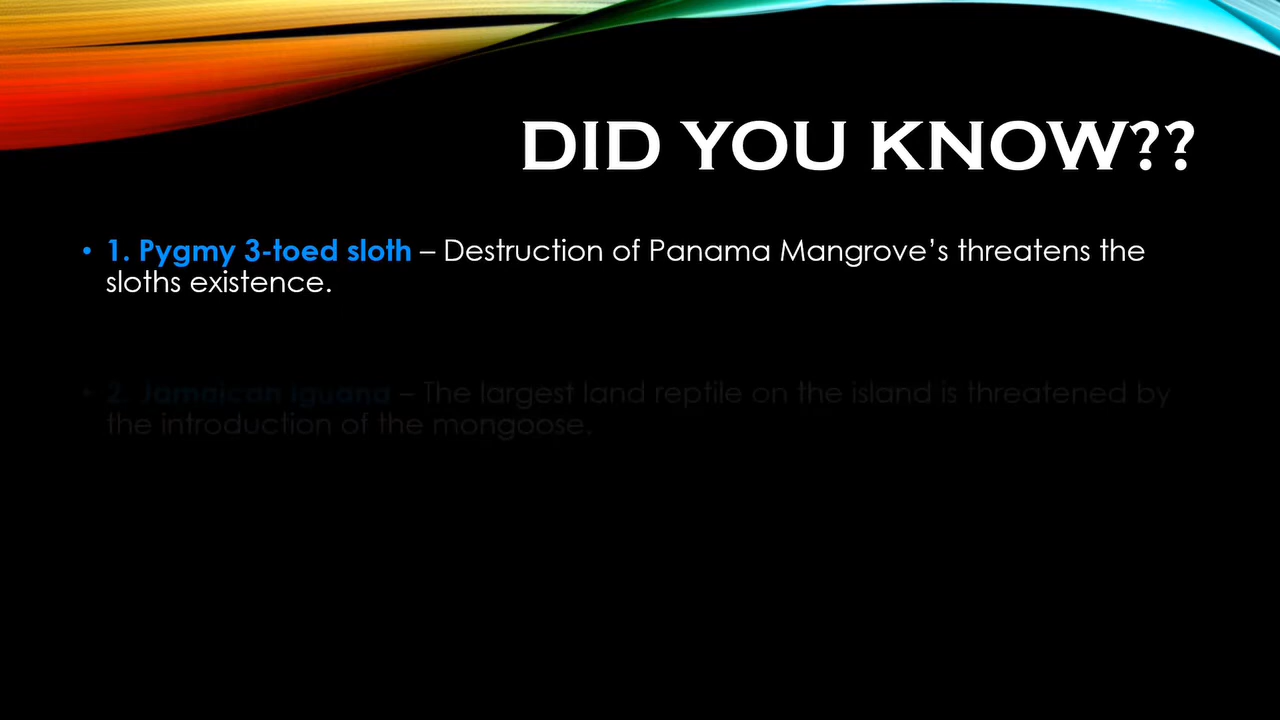 DID YOU KNOW??
• 1. Pygmy 3-toed sloth – Destruction of Panama Mangrove’s threatens the
sloths existence.
• 2. Jamaican Iguana – The largest land reptile on the island is threatened by
the introduction of the mongoose.